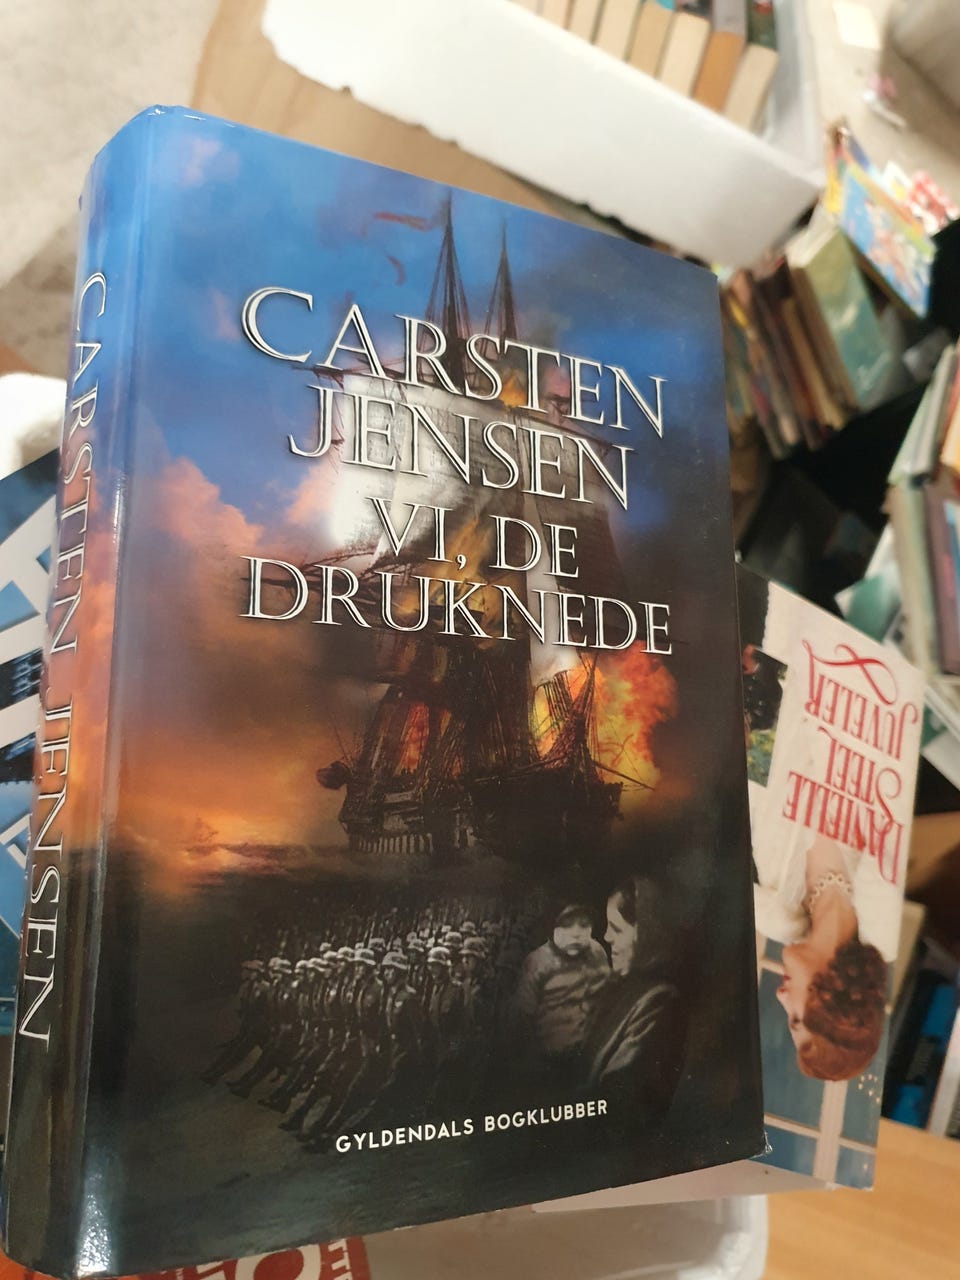 CARSTEN
JENSEN
VI, DE
DRUKNEDE
GYLDENDALS BOGKLUBBER
CARSTEN JENSEN
DANIELLE
STEEL
JUVELER